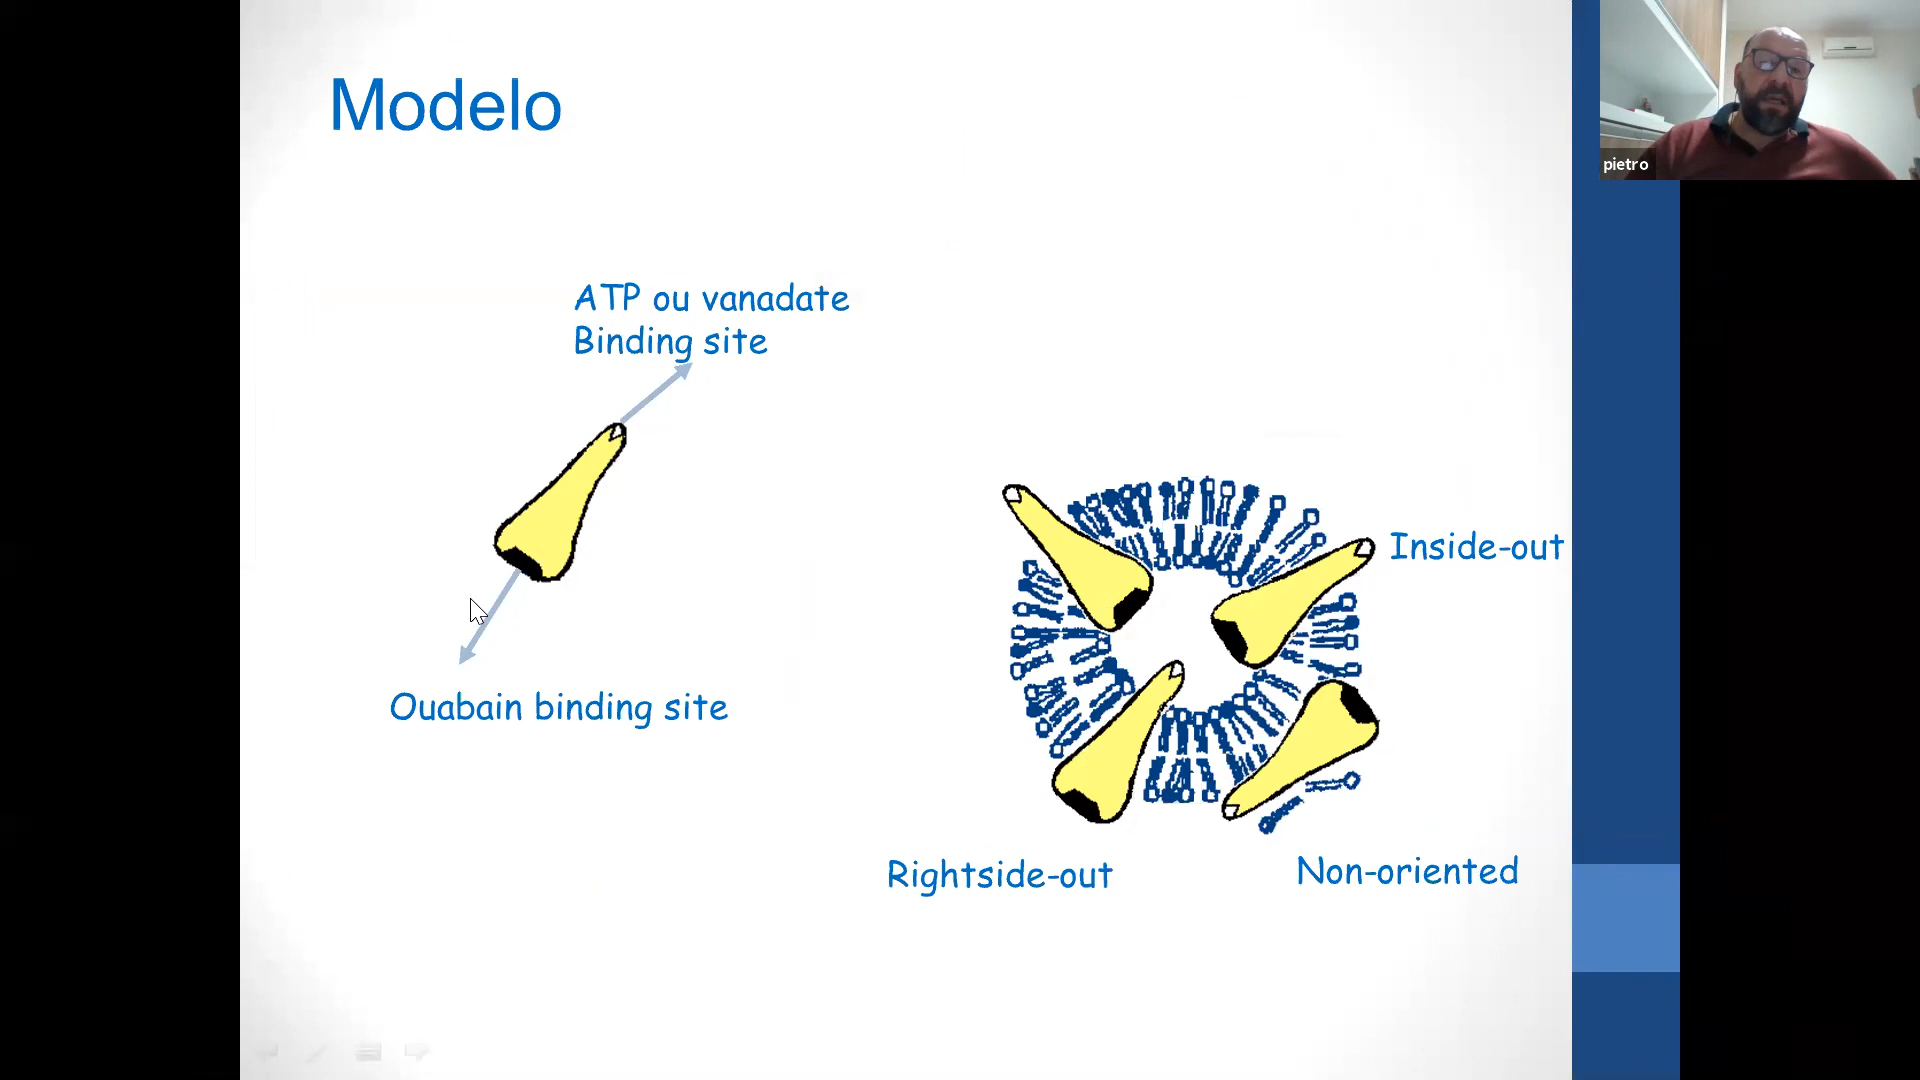 Modelo
pietro
ATP ou vanadate
Binding site
Inside-out
Ouabain binding site
Rightside-out
Non-oriented